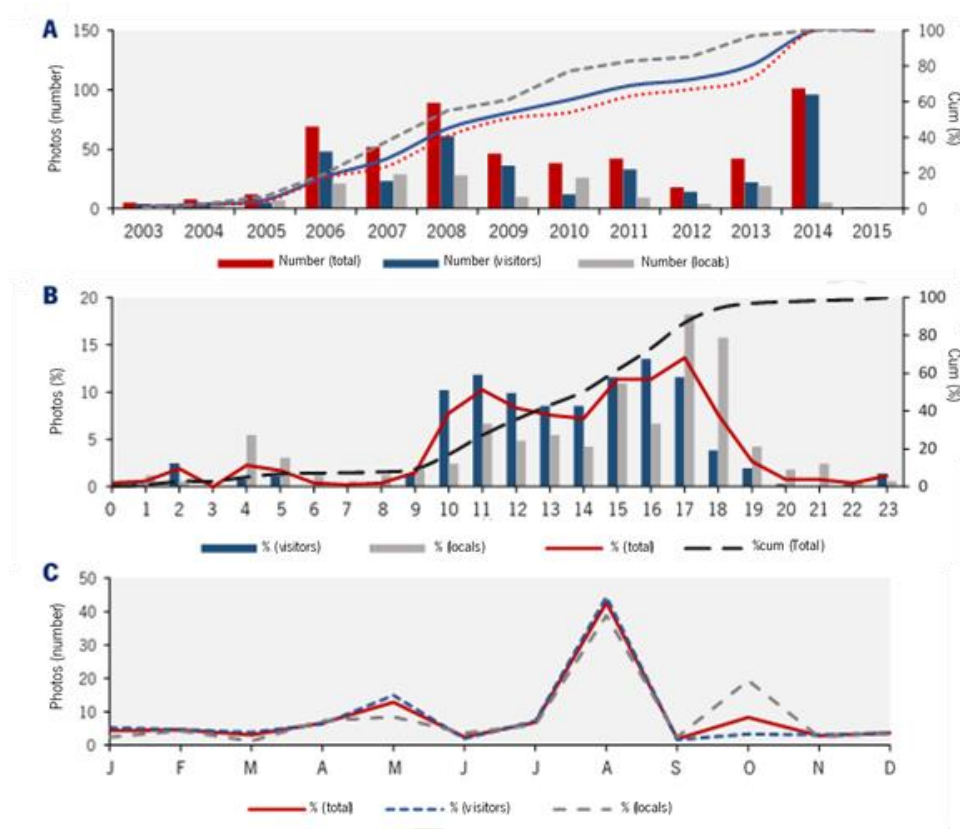 A
150 100
100 80
Photos (number) 60 Cum (%)
50 40
20
0 0
2003 2004 2005 2006 2007 2008 2009 2010 2011 2012 2013 2014 2015
Number (total) Number (visitors) Number (locals)
B
20 100
15 80
Photos (%) 60 Cum (%)
10 40
5 20
0 0
0 1 2 3 4 5 6 7 8 9 10 11 12 13 14 15 16 17 18 19 20 21 22 23
% (visitors) % (locals) % (total) %cum (Total)
C
50
40
Photos (number)
30
20
10
0
J F M A M J J A S O N D
% (total) % (visitors) % (locals)